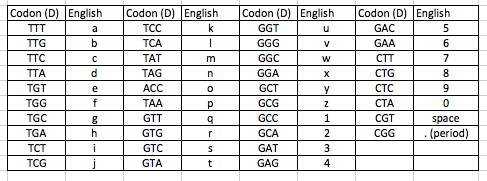 Codon (D) English Codon (D) English Codon (D) English Codon (D) English
TTT a TCC k GGT u GAC 5
TTG b TCA l GGG v GAA 6
TTC c TAT m GGC w CTT 7
TTA d TAG n GGA x CTG 8
TGT e ACC o GCT y CTC 9
TGG f TAA p GCG z CTA 0
TGC g GTT q GCC 1 CGT space
TGA h GTG r GCA 2 CGG . (period)
TCT i GTC s GAT 3
TCG j GTA t GAG 4